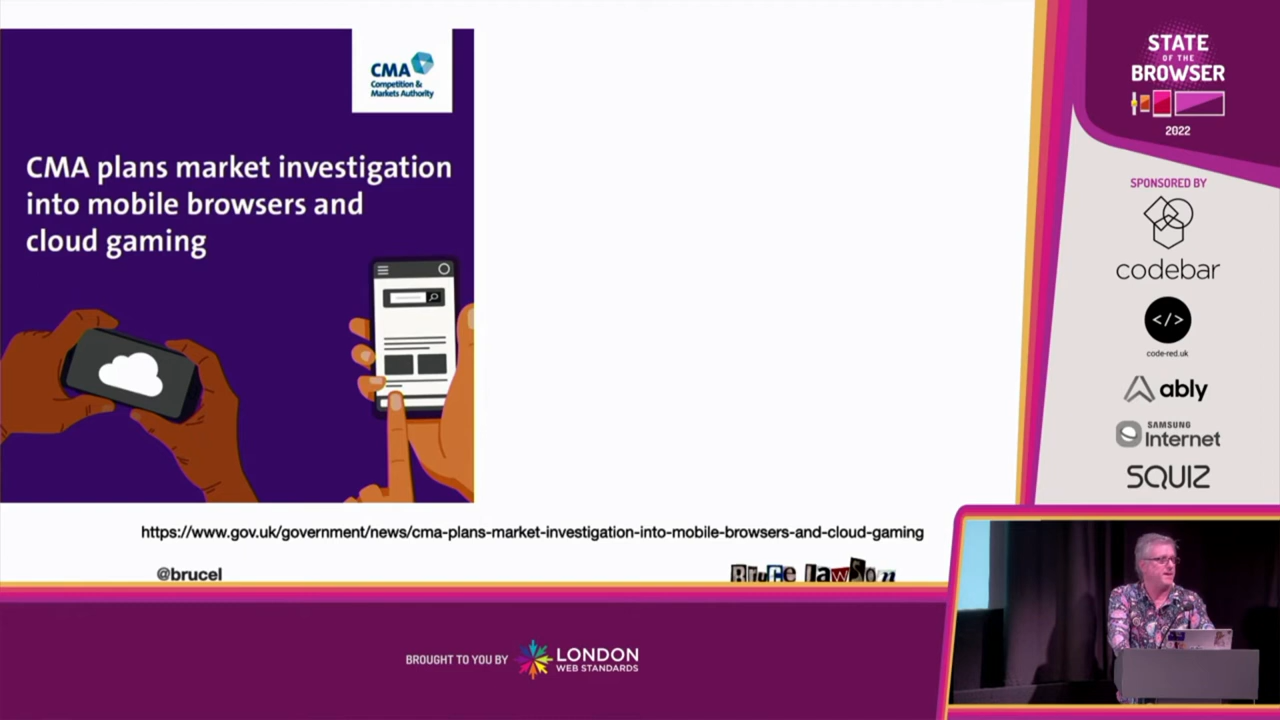 CMA
Competition &
Markets Authority
CMA plans market investigation
into mobile browsers and
cloud gaming
https://www.gov.uk/government/news/cma-plans-market-investigation-into-mobile-browsers-and-cloud-gaming
@brucel
BRuCe LawSon
STATE
OF THE
BROWSER
2022
SPONSORED BY
codebar
</>
code-red.uk
ably
SAMSUNG
Internet
SQUIZ
BROUGHT TO YOU BY
LONDON
WEB STANDARDS